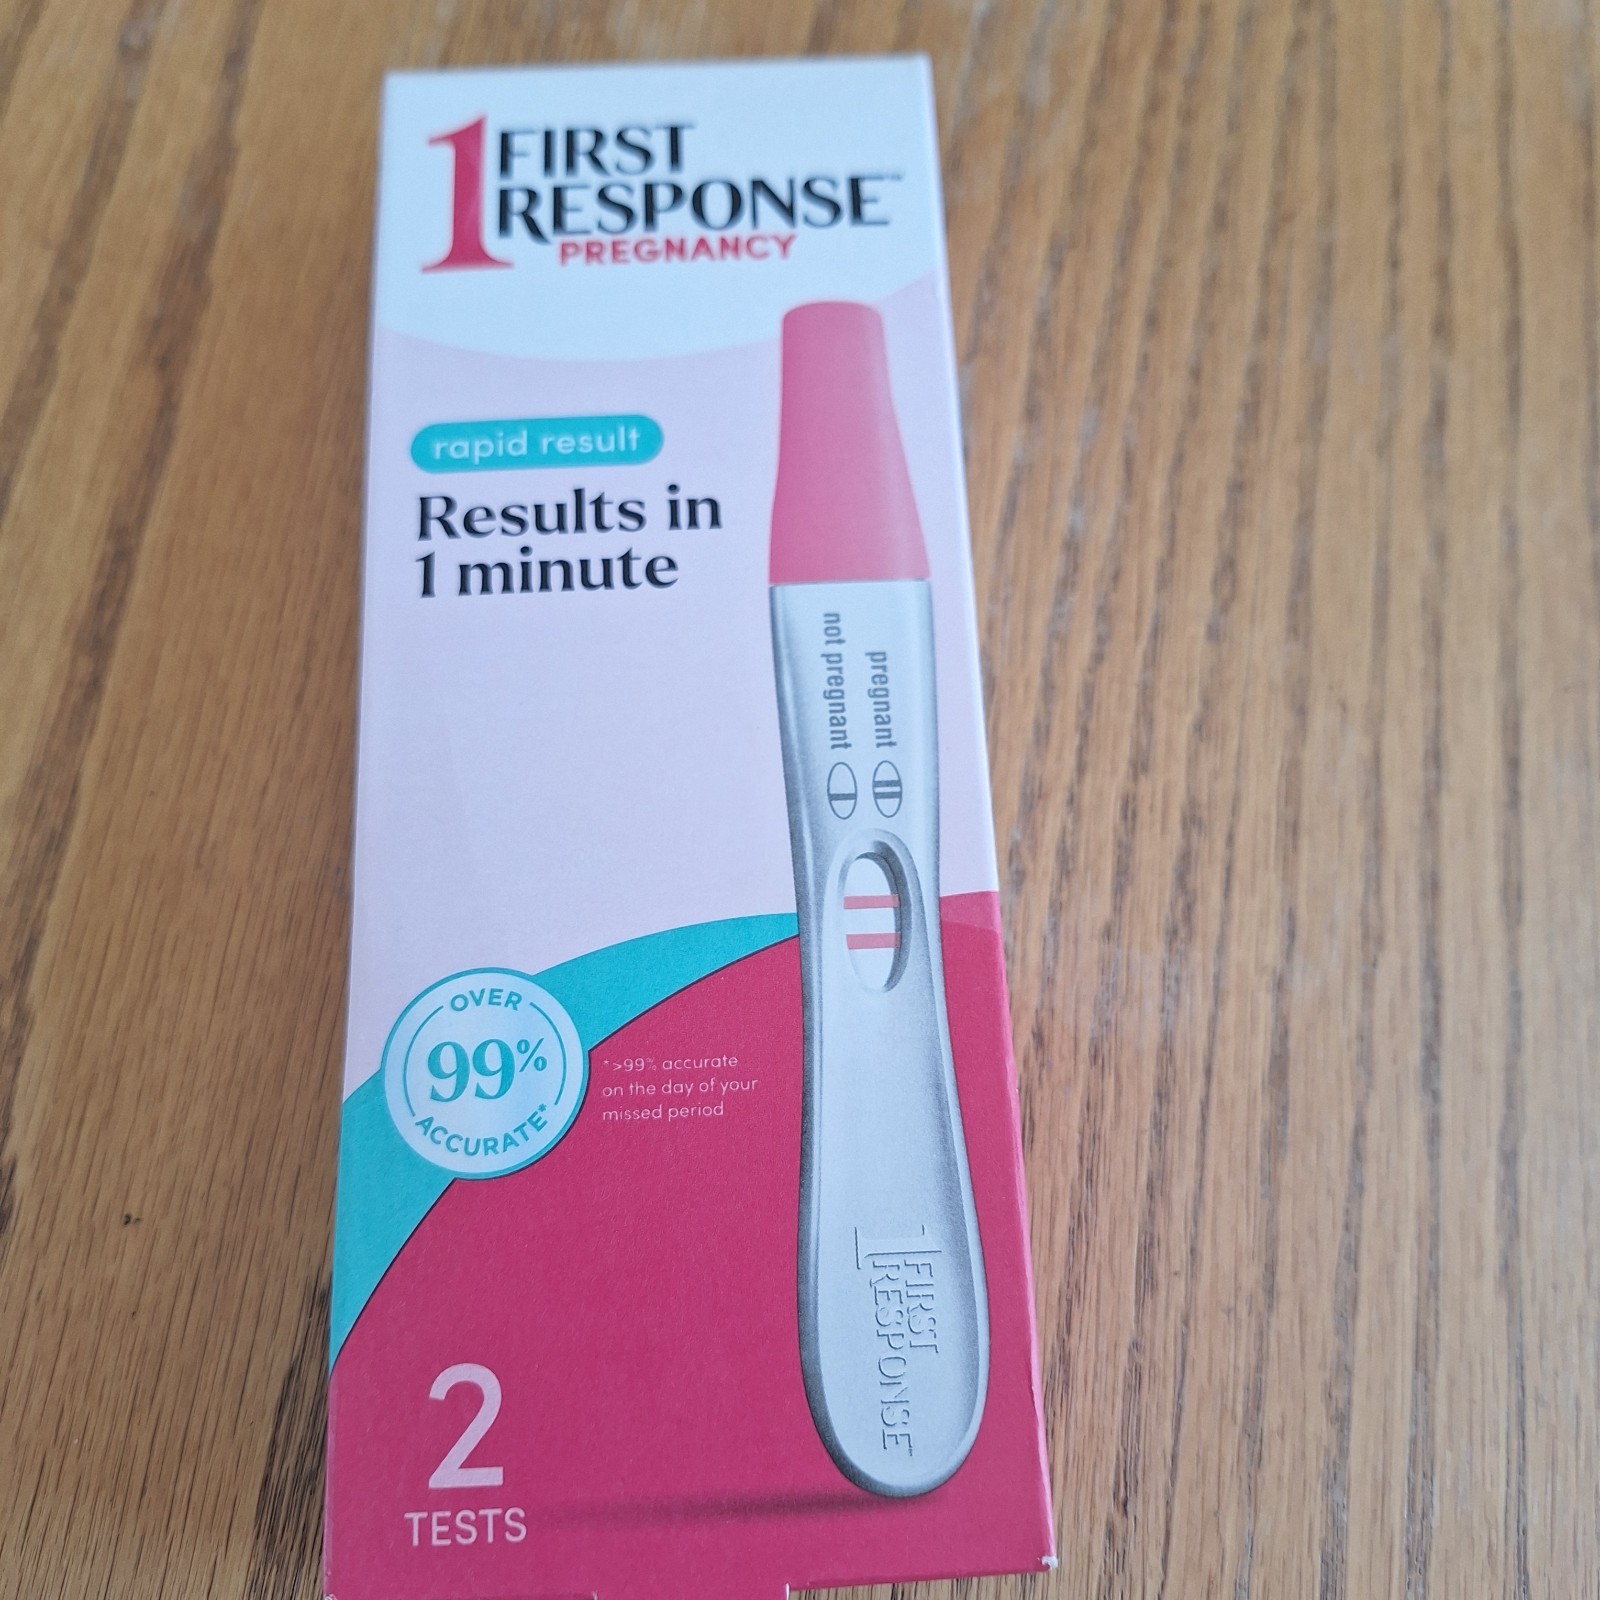 1 FIRST
RESPONSE™
PREGNANCY
rapid result
Results in
1 minute
not pregnant
pregnant
OVER
99%
ACCURATE*
*>99% accurate
on the day of your
missed period
1 FIRST
RESPONSE™
2
TESTS